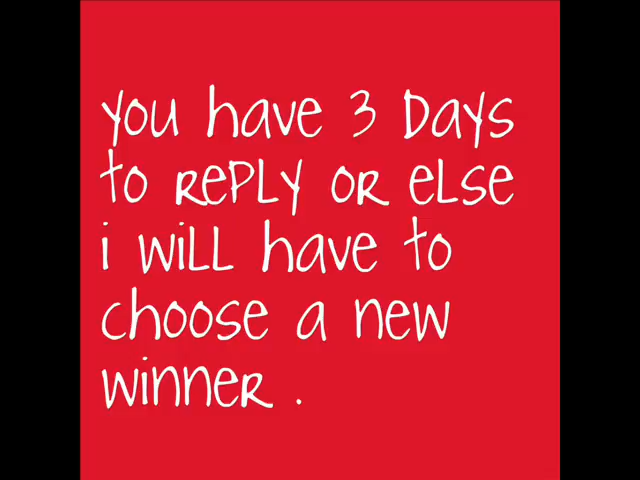 you have 3 DAYS
to REPLY OR ELSE
i WiLL have to
choose a new
winneR .